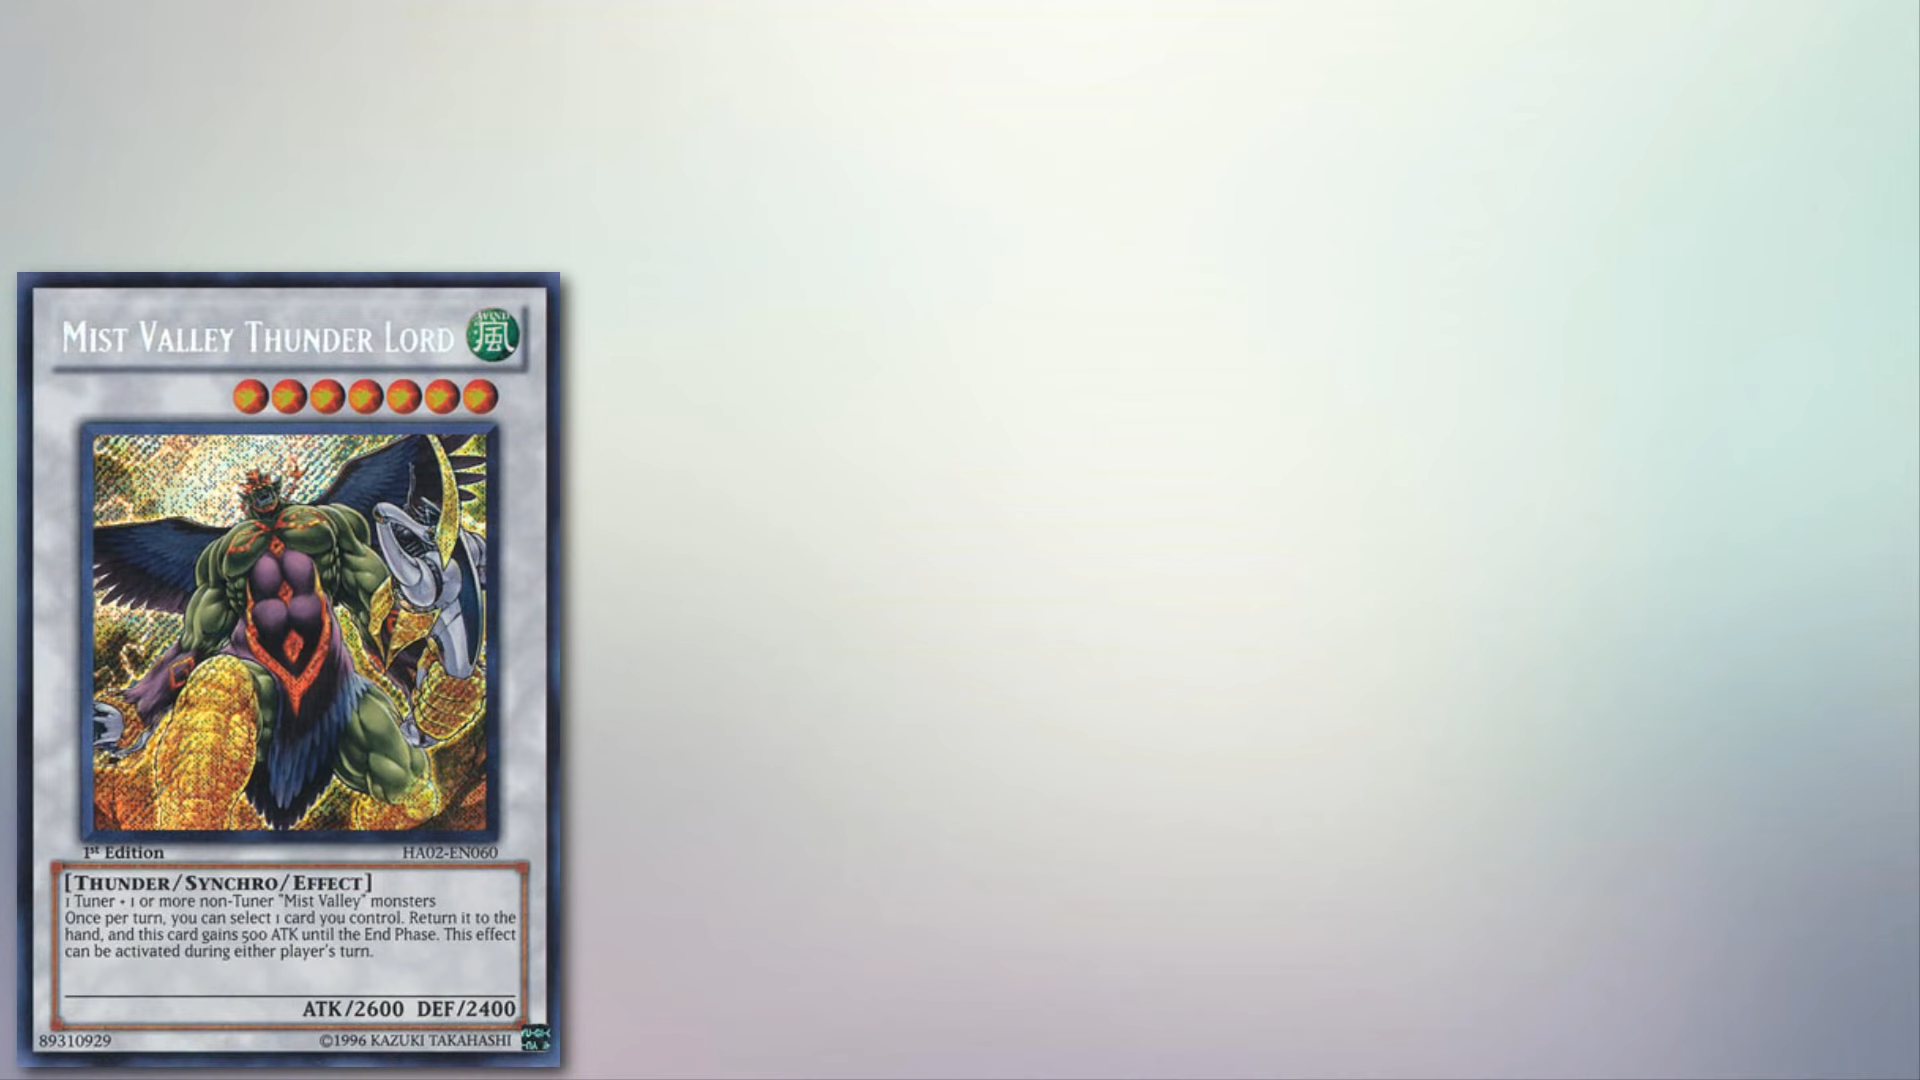 Mist Valley Thunder Lord
WIND
風
1st Edition HA02-EN060
[Thunder/Synchro/Effect]
1 Tuner + 1 or more non-Tuner "Mist Valley" monsters
Once per turn, you can select 1 card you control. Return it to the
hand, and this card gains 500 ATK until the End Phase. This effect
can be activated during either player's turn.
ATK/2600 DEF/2400
89310929 ©1996 KAZUKI TAKAHASHI